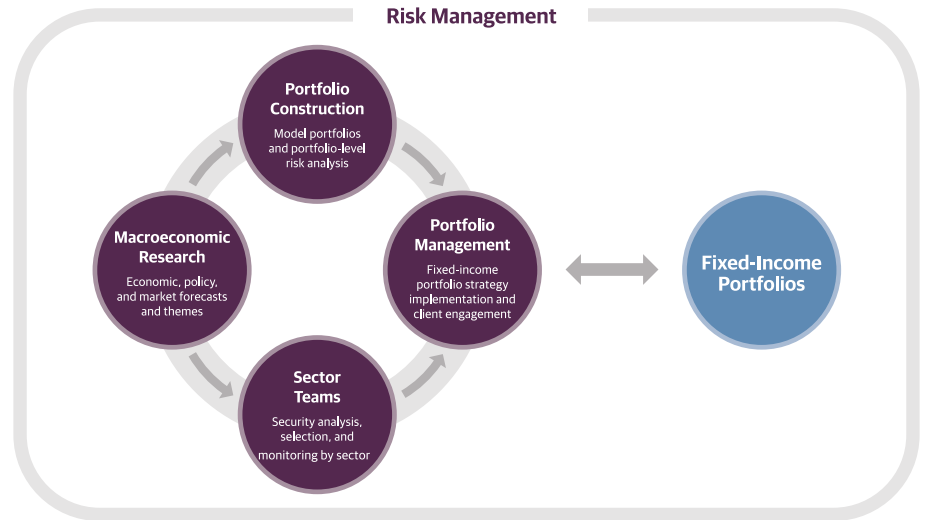 Risk Management
Portfolio
Construction
Model portfolios
and portfolio-level
risk analysis
Macroeconomic
Research
Economic, policy,
and market forecasts
and themes
Portfolio
Management
Fixed-income
portfolio strategy
implementation and
client engagement
Fixed-Income
Portfolios
Sector
Teams
Security analysis,
selection, and
monitoring by sector